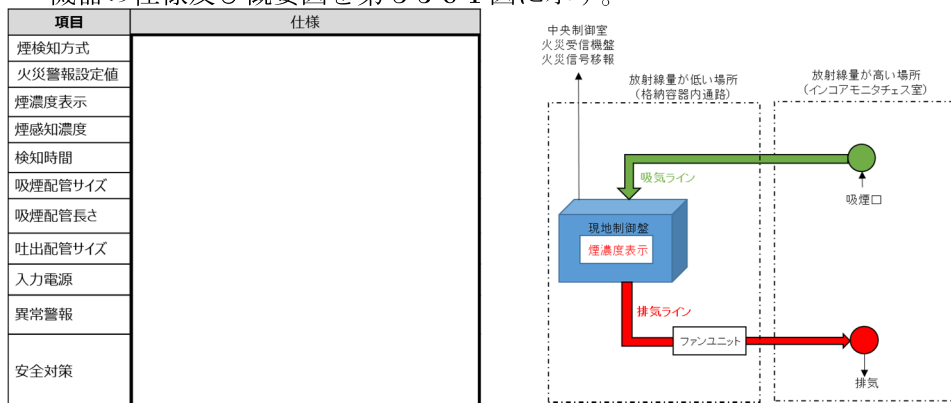 機器の仕様及び概要図を第5501図に示す。
項目 仕様
煙検知方式
火災警報設定値
煙濃度表示
煙感知濃度
検知時間
吸煙配管サイズ
吸煙配管長さ
吐出配管サイズ
入力電源
異常警報
安全対策
中央制御室
火災受信機盤
火災信号移報
放射線量が低い場所
(格納容器内通路)
放射線量が高い場所
(インコアモニタチェス室)
吸気ライン
吸煙口
現地制御盤
煙濃度表示
排気ライン
ファンユニット
排気